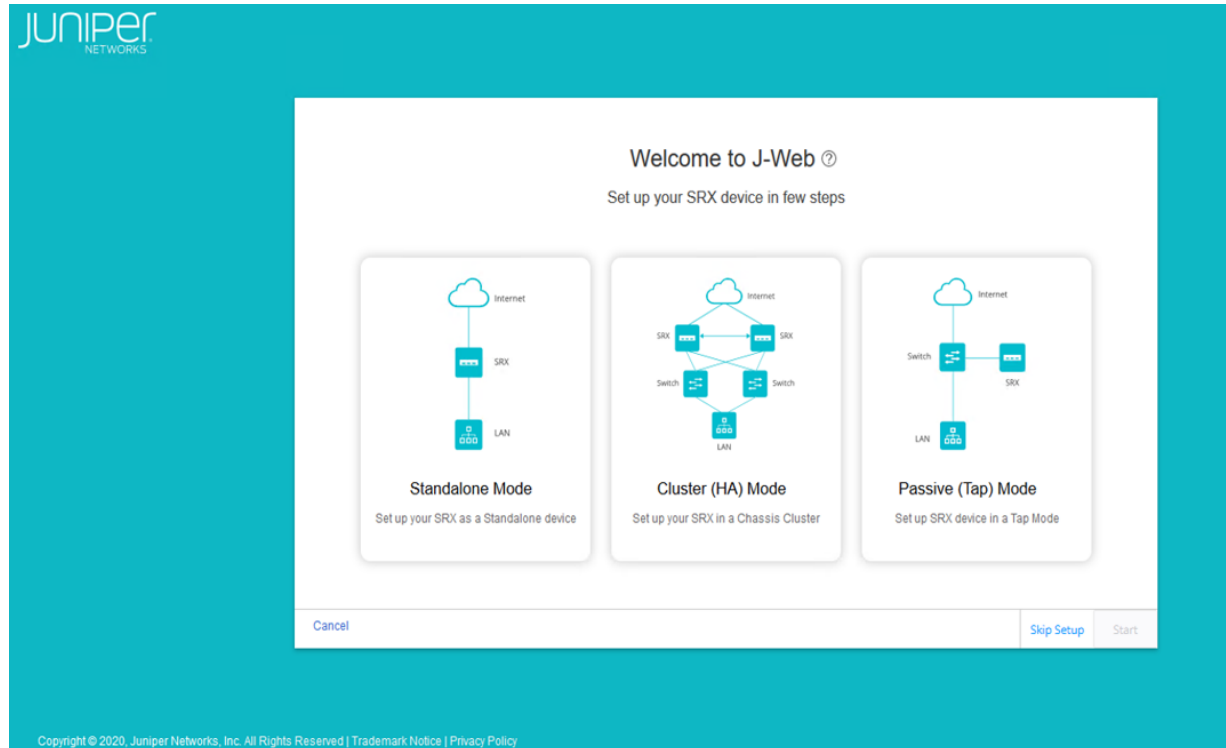 JUNIPEr
NETWORKS
Welcome to J-Web ?
Set up your SRX device in few steps
Internet
SRX
LAN
Standalone Mode
Set up your SRX as a Standalone device
Internet
SRX
SRX
Switch
Switch
LAN
Cluster (HA) Mode
Set up your SRX in a Chassis Cluster
Internet
Switch
SRX
LAN
Passive (Tap) Mode
Set up SRX device in a Tap Mode
Cancel
Skip Setup
Start
Copyright © 2020, Juniper Networks, Inc. All Rights Reserved | Trademark Notice | Privacy Policy